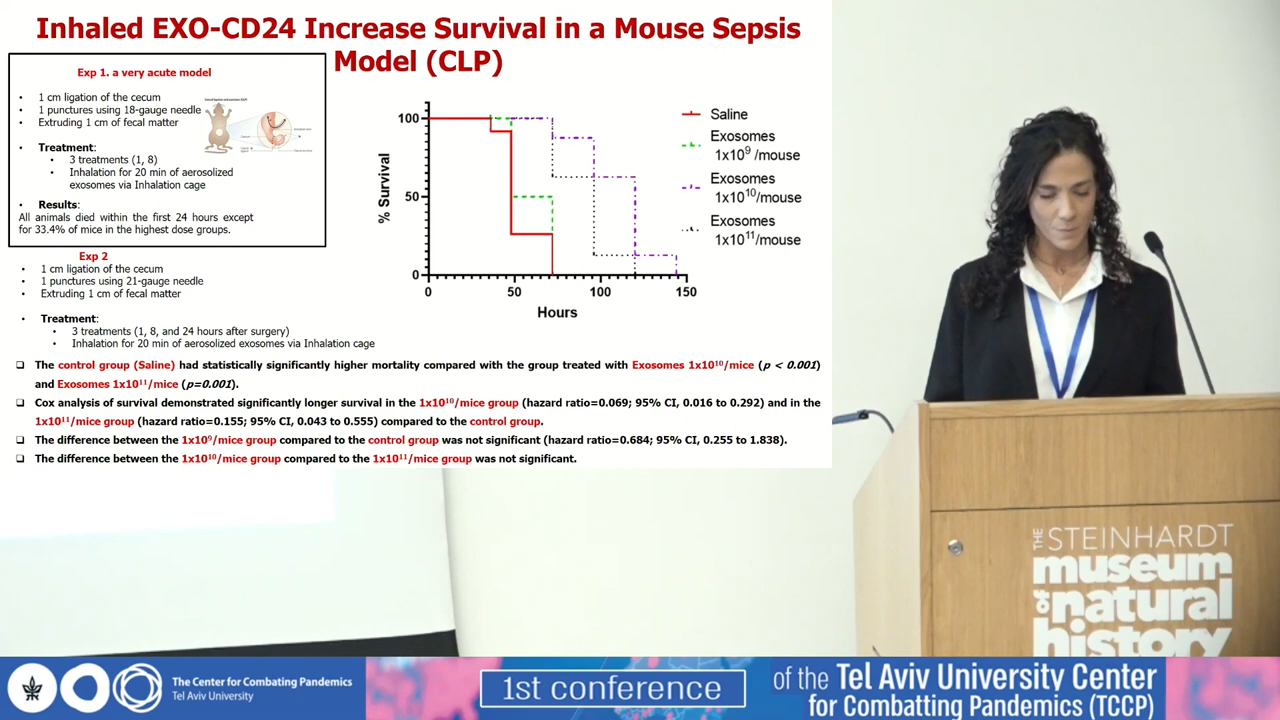 Inhaled EXO-CD24 Increase Survival in a Mouse Sepsis
Model (CLP)
Exp 1. a very acute model
• 1 cm ligation of the cecum
• 1 punctures using 18-gauge needle
• Extruding 1 cm of fecal matter
• Treatment:
• 3 treatments (1, 8)
• Inhalation for 20 min of aerosolized
exosomes via Inhalation cage
• Results:
All animals died within the first 24 hours except
for 33.4% of mice in the highest dose groups.
Exp 2
• 1 cm ligation of the cecum
• 1 punctures using 21-gauge needle
• Extruding 1 cm of fecal matter
• Treatment:
• 3 treatments (1, 8, and 24 hours after surgery)
• Inhalation for 20 min of aerosolized exosomes via Inhalation cage
% Survival
100
50
0
0 50 100 150
Hours
Saline
Exosomes
1x10⁹/mouse
Exosomes
1x10¹⁰/mouse
Exosomes
1x10¹¹/mouse
❑ The control group (Saline) had statistically significantly higher mortality compared with the group treated with Exosomes 1x10¹⁰/mice (p < 0.001)
and Exosomes 1x10¹¹/mice (p=0.001).
❑ Cox analysis of survival demonstrated significantly longer survival in the 1x10¹⁰/mice group (hazard ratio=0.069; 95% CI, 0.016 to 0.292) and in the
1x10¹¹/mice group (hazard ratio=0.155; 95% CI, 0.043 to 0.555) compared to the control group.
❑ The difference between the 1x10⁹/mice group compared to the control group was not significant (hazard ratio=0.684; 95% CI, 0.255 to 1.838).
❑ The difference between the 1x10¹⁰/mice group compared to the 1x10¹¹/mice group was not significant.
THE STEINHARDT
museum
of natural
history
The Center for Combating Pandemics
Tel Aviv University
1st conference
of the Tel Aviv University Center
for Combatting Pandemics (TCCP)